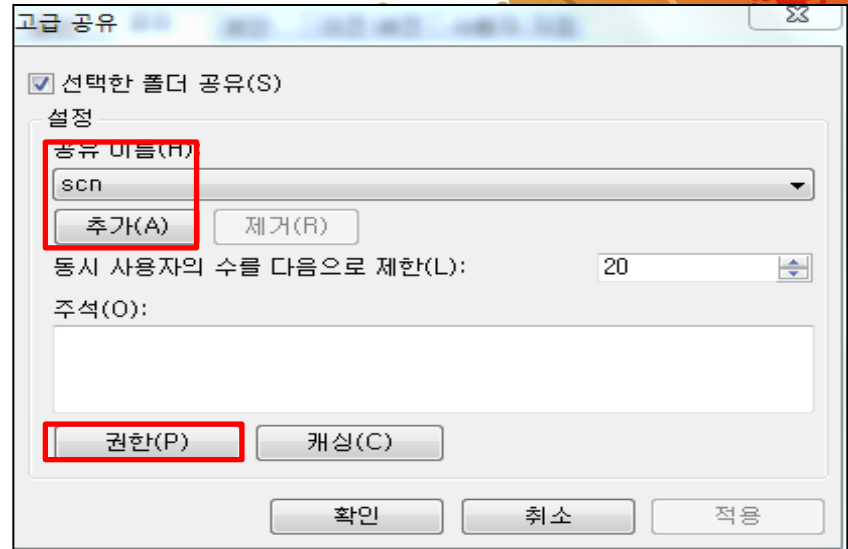 고급 공유
선택한 폴더 공유(S)
설정
공유 이름(H):
scn
추가(A) 제거(R)
동시 사용자의 수를 다음으로 제한(L): 20
주석(O):
권한(P) 캐싱(C)
확인 취소 적용